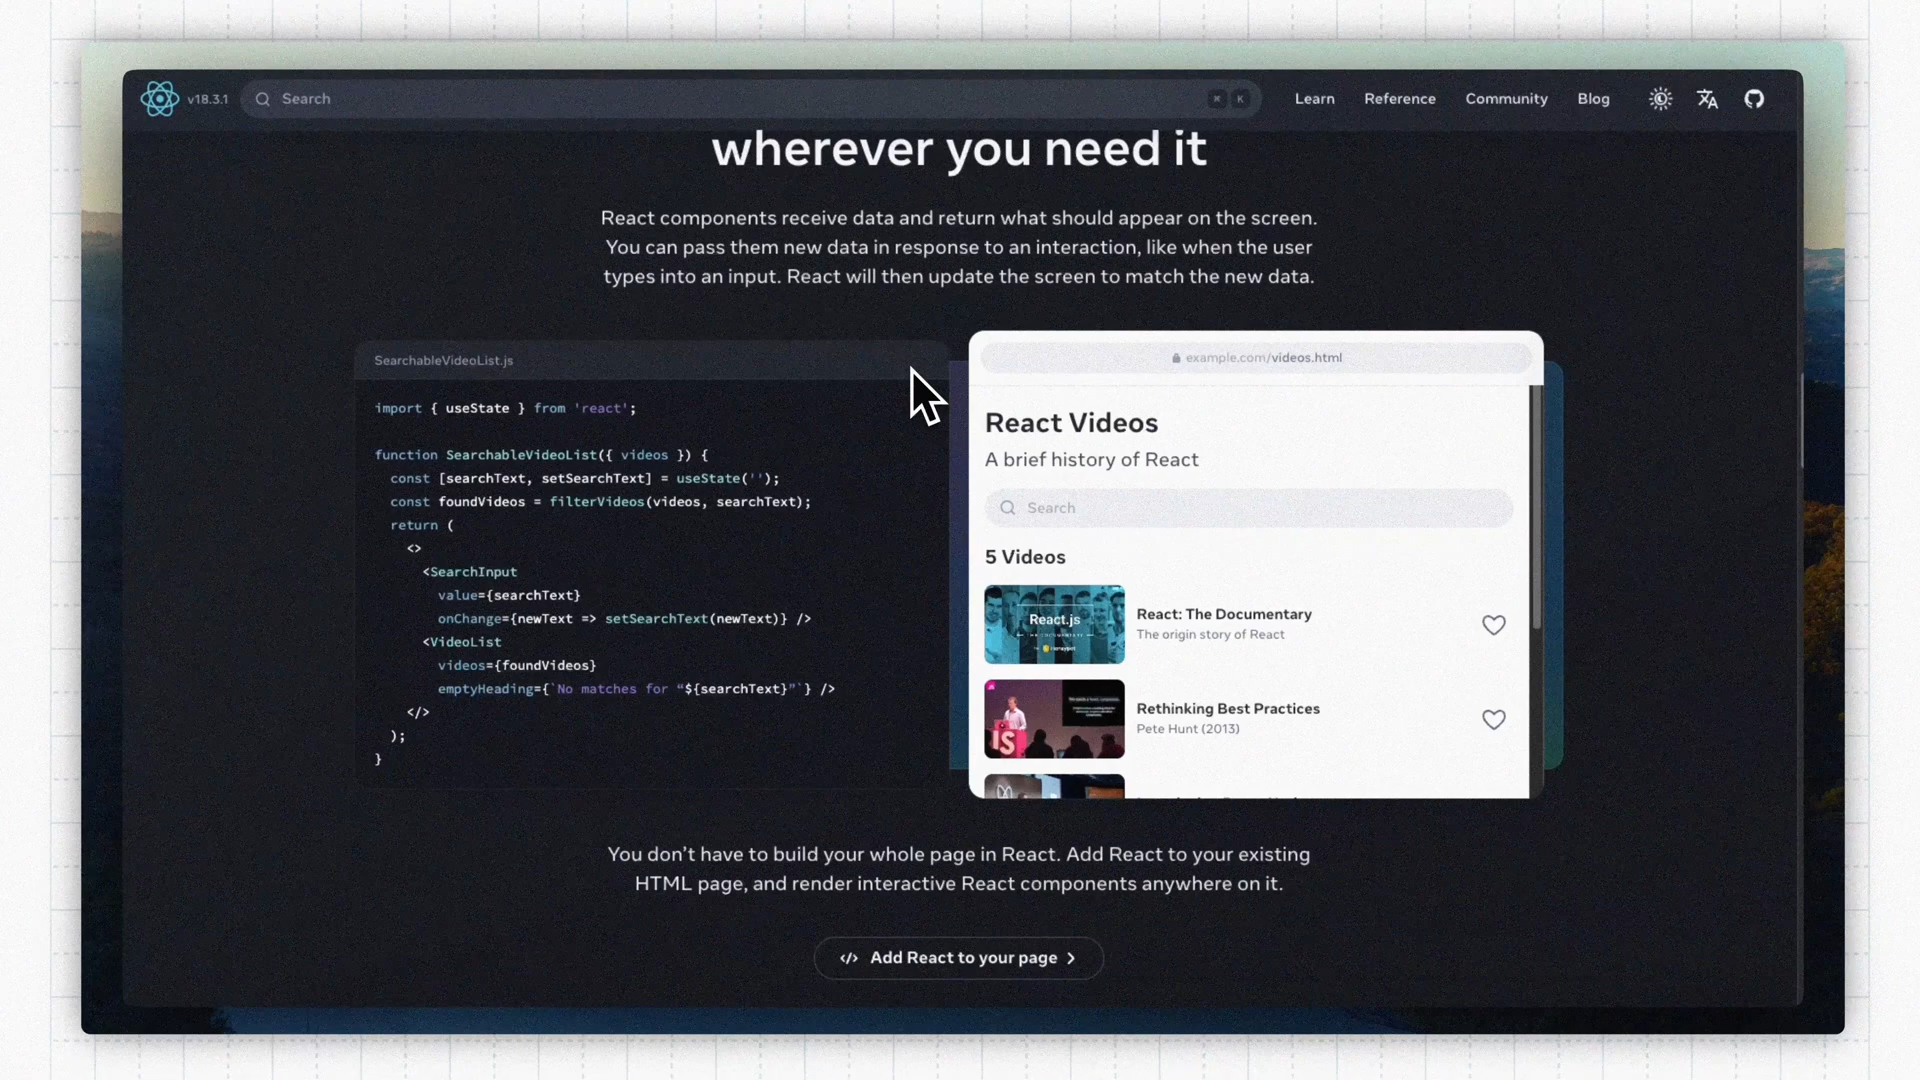 v18.3.1
Search
⌘ K
Learn
Reference
Community
Blog
wherever you need it
React components receive data and return what should appear on the screen.
You can pass them new data in response to an interaction, like when the user
types into an input. React will then update the screen to match the new data.
SearchableVideoList.js
import { useState } from 'react';
function SearchableVideoList({ videos }) {
const [searchText, setSearchText] = useState('');
const foundVideos = filterVideos(videos, searchText);
return (
<>
<SearchInput
value={searchText}
onChange={newText => setSearchText(newText)} />
<VideoList
videos={foundVideos}
emptyHeading={`No matches for “${searchText}”`} />
</>
);
}
example.com/videos.html
React Videos
A brief history of React
Search
5 Videos
React.js
React: The Documentary
The origin story of React
IS
Rethinking Best Practices
Pete Hunt (2013)
You don’t have to build your whole page in React. Add React to your existing
HTML page, and render interactive React components anywhere on it.
Add React to your page